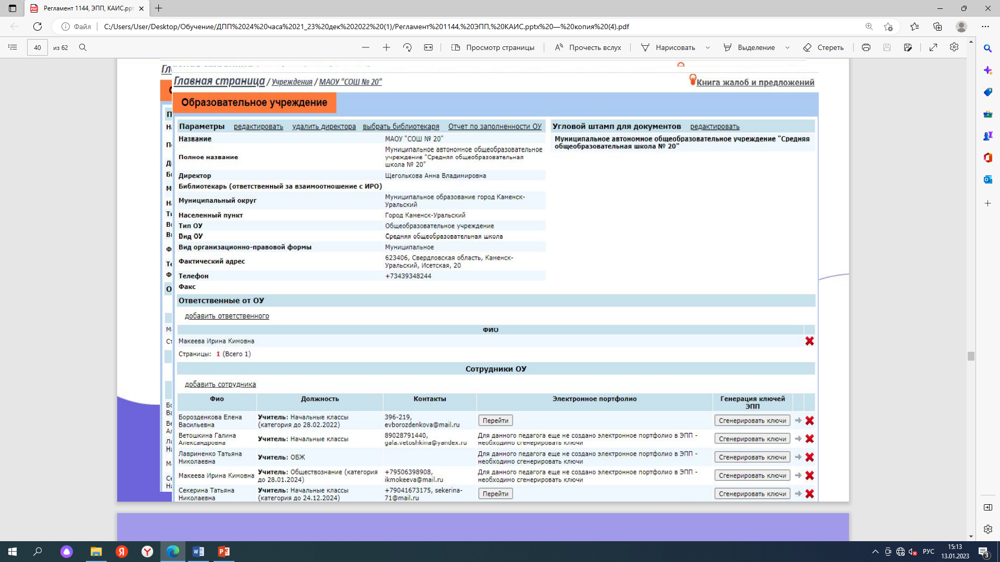 Регламент 1144, ЭПП, КАИС.ppt
Файл
C:/Users/User/Desktop/Обучение/ДПП%2024%20часа%2021_23%20дек%202022%20(1)/Регламент%201144,%20ЭПП,%20КАИС.pptx%20—%20копия%20(4).pdf
40 из 62
Просмотр страницы
Прочесть вслух
Нарисовать
Выделение
Стереть
Главная страница / Учреждения / МАОУ "СОШ № 20"
Книга жалоб и предложений
Образовательное учреждение
Параметры редактировать удалить директора выбрать библиотекаря Отчет по заполненности ОУ
Название МАОУ "СОШ № 20"
Полное название Муниципальное автономное общеобразовательное
учреждение "Средняя общеобразовательная
школа № 20"
Директор Щеголькова Анна Владимировна
Библиотекарь (ответственный за взаимоотношение с ИРО)
Муниципальный округ Муниципальное образование город Каменск-
Уральский
Населенный пункт Город Каменск-Уральский
Тип ОУ Общеобразовательное учреждение
Вид ОУ Средняя общеобразовательная школа
Вид организационно-правовой формы Муниципальное
Фактический адрес 623406, Свердловская область, Каменск-
Уральский, Исетская, 20
Телефон +73439348244
Факс
Угловой штамп для документов редактировать
Муниципальное автономное общеобразовательное учреждение "Средняя
общеобразовательная школа № 20"
Ответственные от ОУ
добавить ответственного
ФИО
Макеева Ирина Кимовна
Страницы: 1 (Всего 1)
Сотрудники ОУ
добавить сотрудника
Фио Должность Контакты Электронное портфолио Генерация ключей
ЭПП
Борозденкова Елена
Васильевна
Учитель: Начальные классы
(категория до 28.02.2022)
396-219,
evborozdenkova@mail.ru
Перейти
Сгенерировать ключи
Ветошкина Галина
Александровна
Учитель: Начальные классы
89028791440,
gala.vetoshkina@yandex.ru
Для данного педагога еще не создано электронное портфолио в ЭПП -
необходимо сгенерировать ключи
Сгенерировать ключи
Лавриненко Татьяна
Николаевна
Учитель: ОБЖ
Для данного педагога еще не создано электронное портфолио в ЭПП -
необходимо сгенерировать ключи
Сгенерировать ключи
Макеева Ирина Кимовна
Учитель: Обществознание (категория
до 28.01.2024)
+79506398908,
ikmokeeva@mail.ru
Для данного педагога еще не создано электронное портфолио в ЭПП -
необходимо сгенерировать ключи
Сгенерировать ключи
Секерина Татьяна
Николаевна
Учитель: Начальные классы
(категория до 24.12.2024)
+79041673175, sekerina-
71@mail.ru
Перейти
Сгенерировать ключи
РУС
15:13
13.01.2023
3